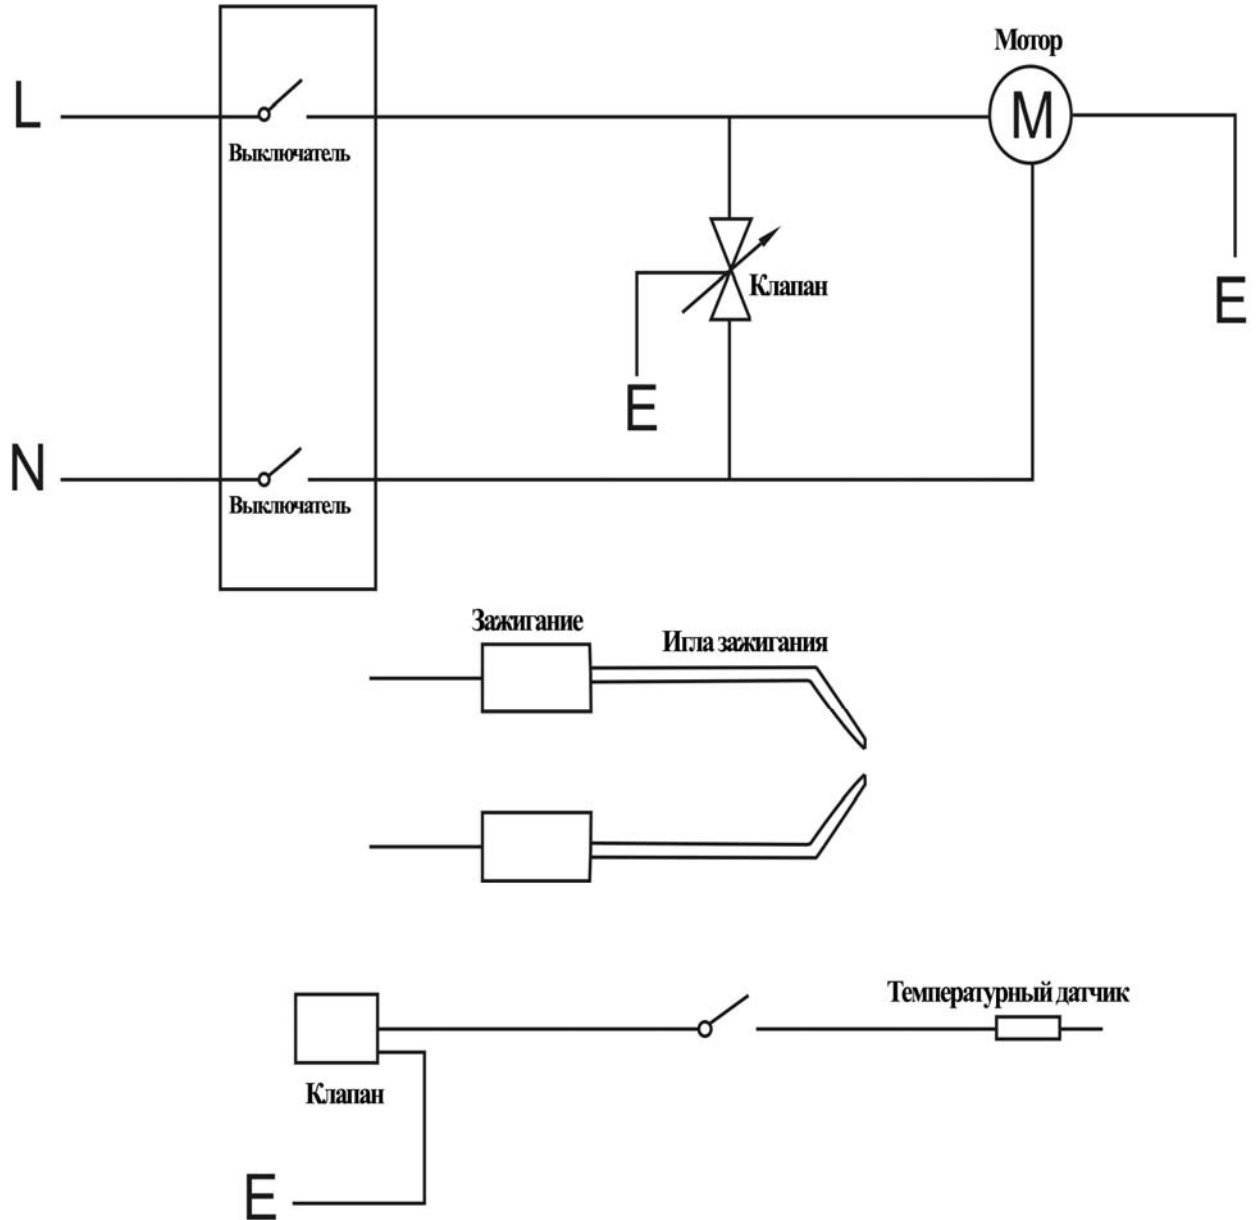 Мотор
L
M
Выключатель
E
Клапан
E
N
Выключатель
Зажигание
Игла зажигания
Температурный датчик
Клапан
E